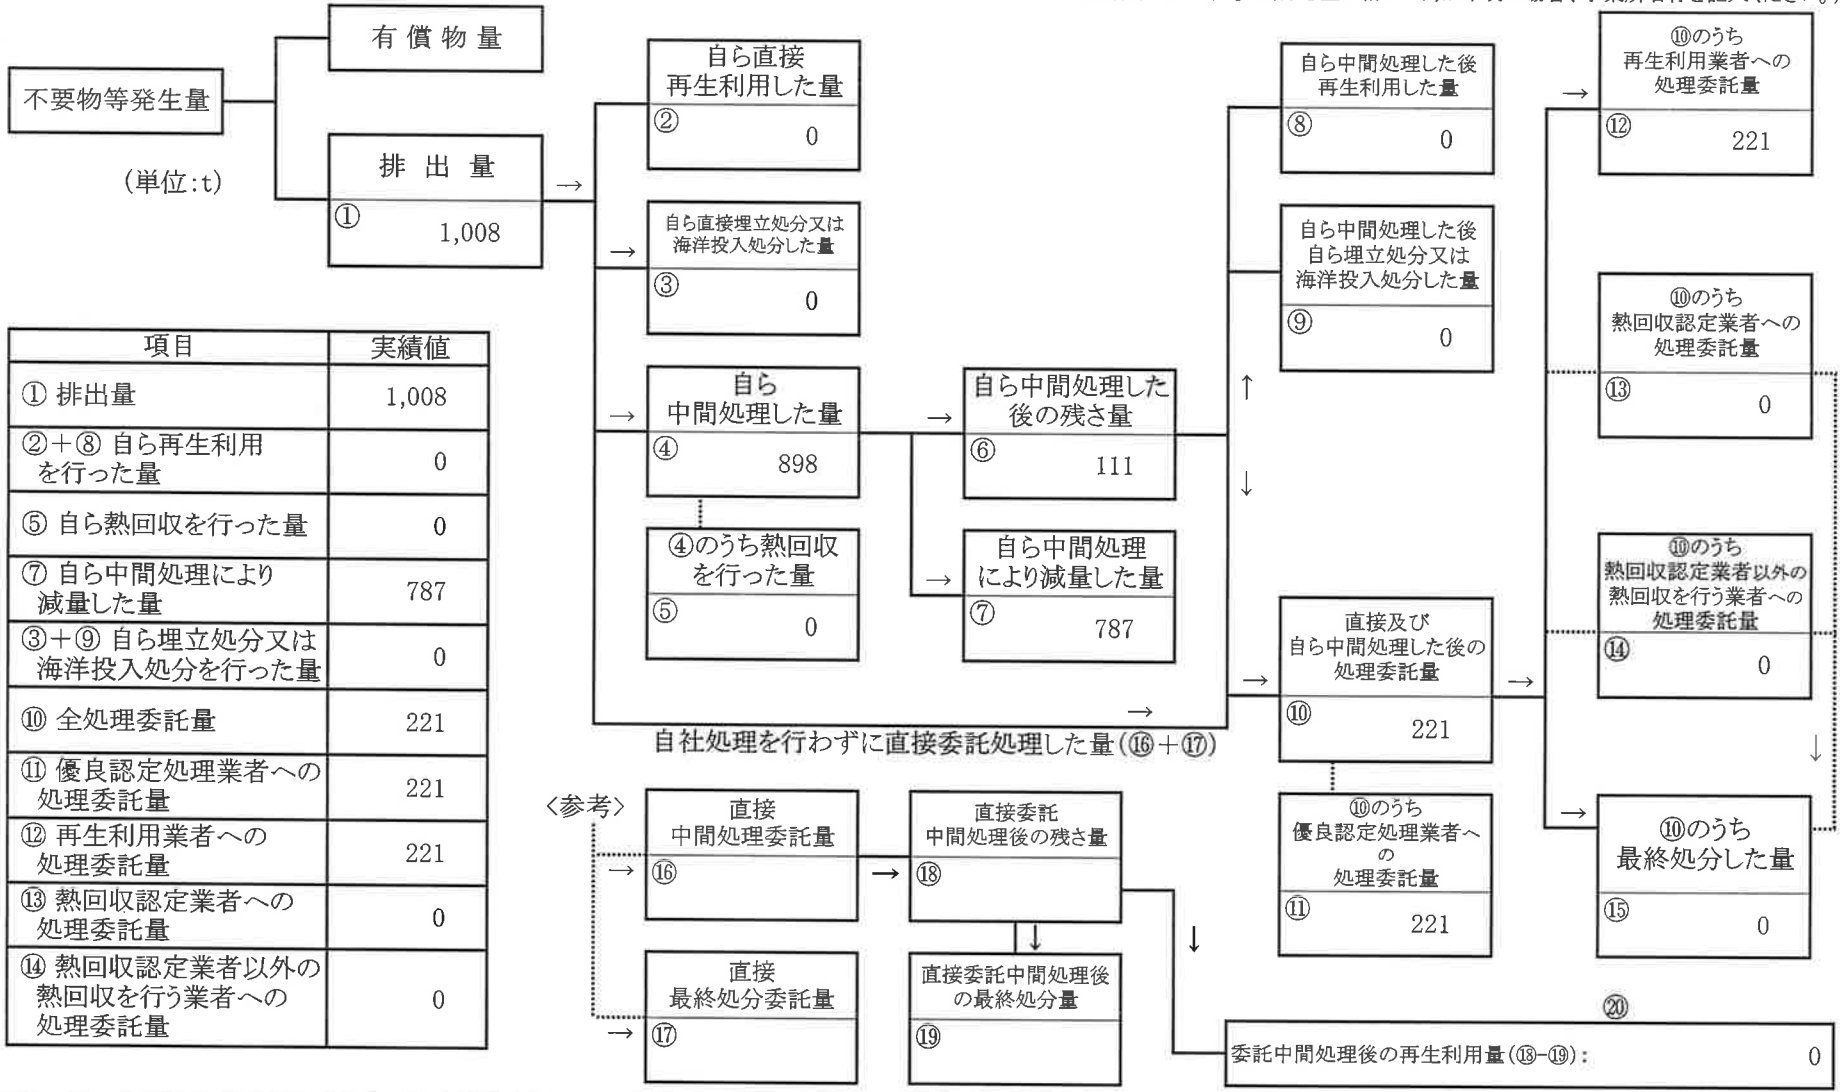 有 償 物 量
不要物等発生量
(単位:t)
排 出 量
① 1,008
→
自ら直接
再生利用した量
② 0
→
自ら直接埋立処分又は
海洋投入処分した量
③ 0
→
自ら
中間処理した量
④ 898
④のうち熱回収
を行った量
⑤ 0
→
自ら中間処理した
後の残さ量
⑥ 111
→
自ら中間処理
により減量した量
⑦ 787
→
自社処理を行わずに直接委託処理した量(⑯+⑰)
自ら中間処理した後
再生利用した量
⑧ 0
自ら中間処理した後
自ら埋立処分又は
海洋投入処分した量
⑨ 0
↑
↓
→
直接及び
自ら中間処理した後の
処理委託量
⑩ 221
⑩のうち
優良認定処理業者へ
の
処理委託量
⑪ 221
→
→
⑩のうち
再生利用業者への
処理委託量
⑫ 221
⑩のうち
熱回収認定業者への
処理委託量
⑬ 0
⑩のうち
熱回収認定業者以外の
熱回収を行う業者への
処理委託量
⑭ 0
↓
→
⑩のうち
最終処分した量
⑮ 0
項目 実績値
① 排出量 1,008
②+⑧ 自ら再生利用
を行った量 0
⑤ 自ら熱回収を行った量 0
⑦ 自ら中間処理により
減量した量 787
③+⑨ 自ら埋立処分又は
海洋投入処分を行った量 0
⑩ 全処理委託量 221
⑪ 優良認定処理業者への
処理委託量 221
⑫ 再生利用業者への
処理委託量 221
⑬ 熱回収認定業者への
処理委託量 0
⑭ 熱回収認定業者以外の
熱回収を行う業者への
処理委託量 0
〈参考〉
直接
中間処理委託量
→ ⑯
直接
最終処分委託量
→ ⑰
→
直接委託
中間処理後の残さ量
⑱
↓
直接委託中間処理後
の最終処分量
⑲
↓
⑳
委託中間処理後の再生利用量(⑱-⑲): 0